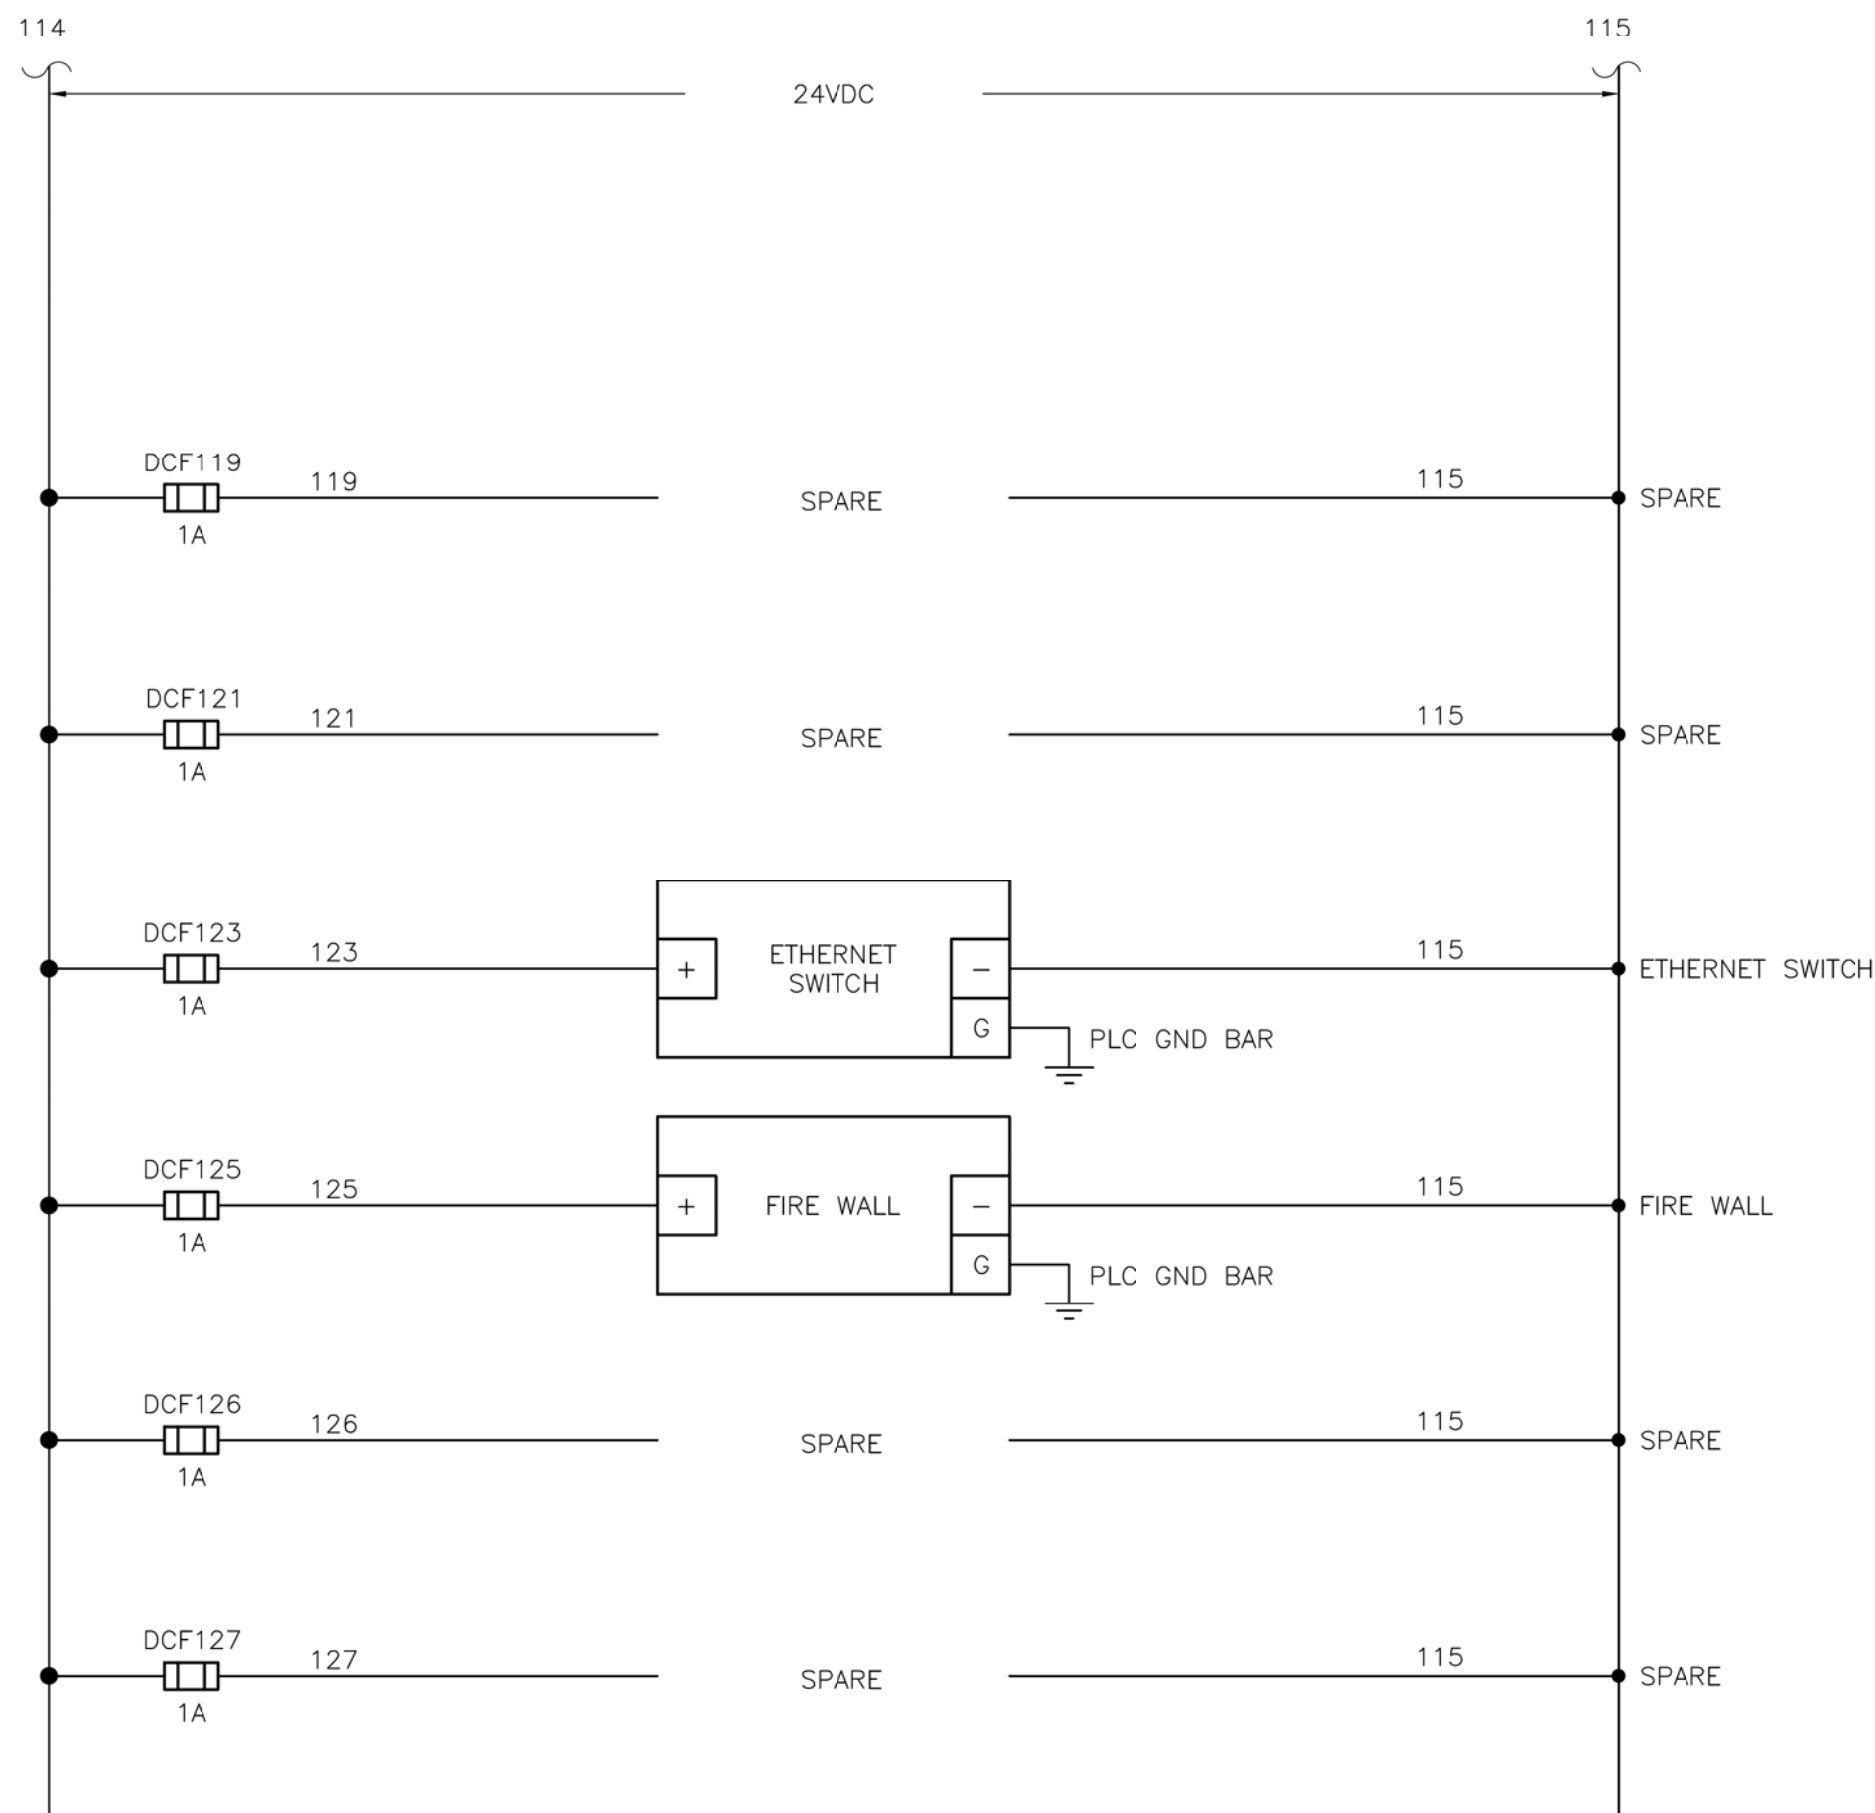 114 115
24VDC
DCF119
119 115
SPARE SPARE
1A
DCF121
121 115
SPARE SPARE
1A
DCF123
123 115
+ ETHERNET SWITCH − ETHERNET SWITCH
1A
G PLC GND BAR
DCF125
125 115
+ FIRE WALL − FIRE WALL
1A
G PLC GND BAR
DCF126
126 115
SPARE SPARE
1A
DCF127
127 115
SPARE SPARE
1A